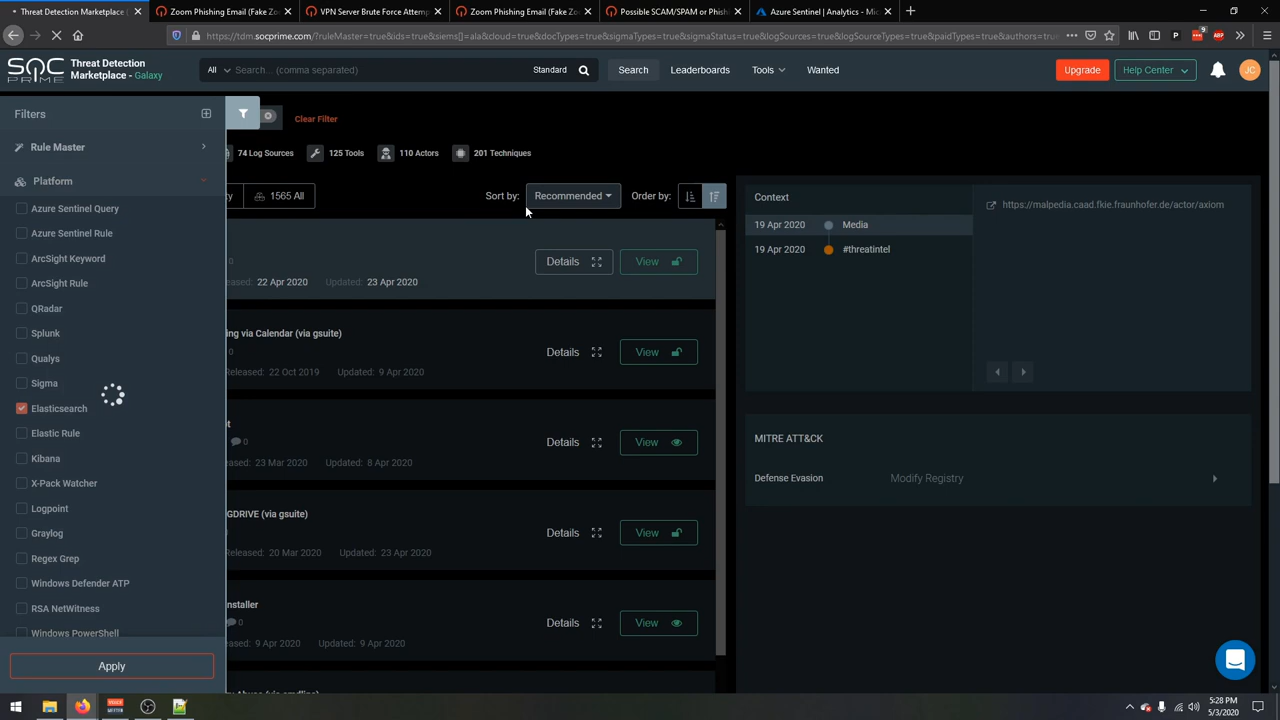 Threat Detection Marketplace (
Zoom Phishing Email (Fake Zo
VPN Server Brute Force Attemp
Zoom Phishing Email (Fake Zo
Possible SCAM/SPAM or Phish
Azure Sentinel | Analytics - Mic
https://tdm.socprime.com/?ruleMaster=true&ids=true&siems[]=ala&cloud=true&docTypes=true&sigmaTypes=true&sigmaStatus=true&logSources=true&logSourceTypes=true&paidTypes=true&authors=true
SOC PRIME
Threat Detection
Marketplace - Galaxy
All
Search... (comma separated)
Standard
Search
Leaderboards
Tools
Wanted
Upgrade
Help Center
JC
Filters
Clear Filter
Rule Master
74 Log Sources
125 Tools
110 Actors
201 Techniques
Platform
ty
1565 All
Sort by:
Recommended
Order by:
Azure Sentinel Query
Azure Sentinel Rule
ArcSight Keyword
ArcSight Rule
QRadar
Splunk
Qualys
Sigma
Elasticsearch
Elastic Rule
Kibana
X-Pack Watcher
Logpoint
Graylog
Regex Grep
Windows Defender ATP
RSA NetWitness
Windows PowerShell
Apply
0
Details
View
eased: 22 Apr 2020 Updated: 23 Apr 2020
ing via Calendar (via gsuite)
0
Details
View
Released: 22 Oct 2019 Updated: 9 Apr 2020
t
0
Details
View
eased: 23 Mar 2020 Updated: 8 Apr 2020
GDRIVE (via gsuite)
Details
View
Released: 20 Mar 2020 Updated: 23 Apr 2020
nstaller
0
Details
View
eased: 9 Apr 2020 Updated: 9 Apr 2020
Context
19 Apr 2020 Media
19 Apr 2020 #threatintel
https://malpedia.caad.fkie.fraunhofer.de/actor/axiom
MITRE ATT&CK
Defense Evasion
Modify Registry
5:28 PM
5/3/2020